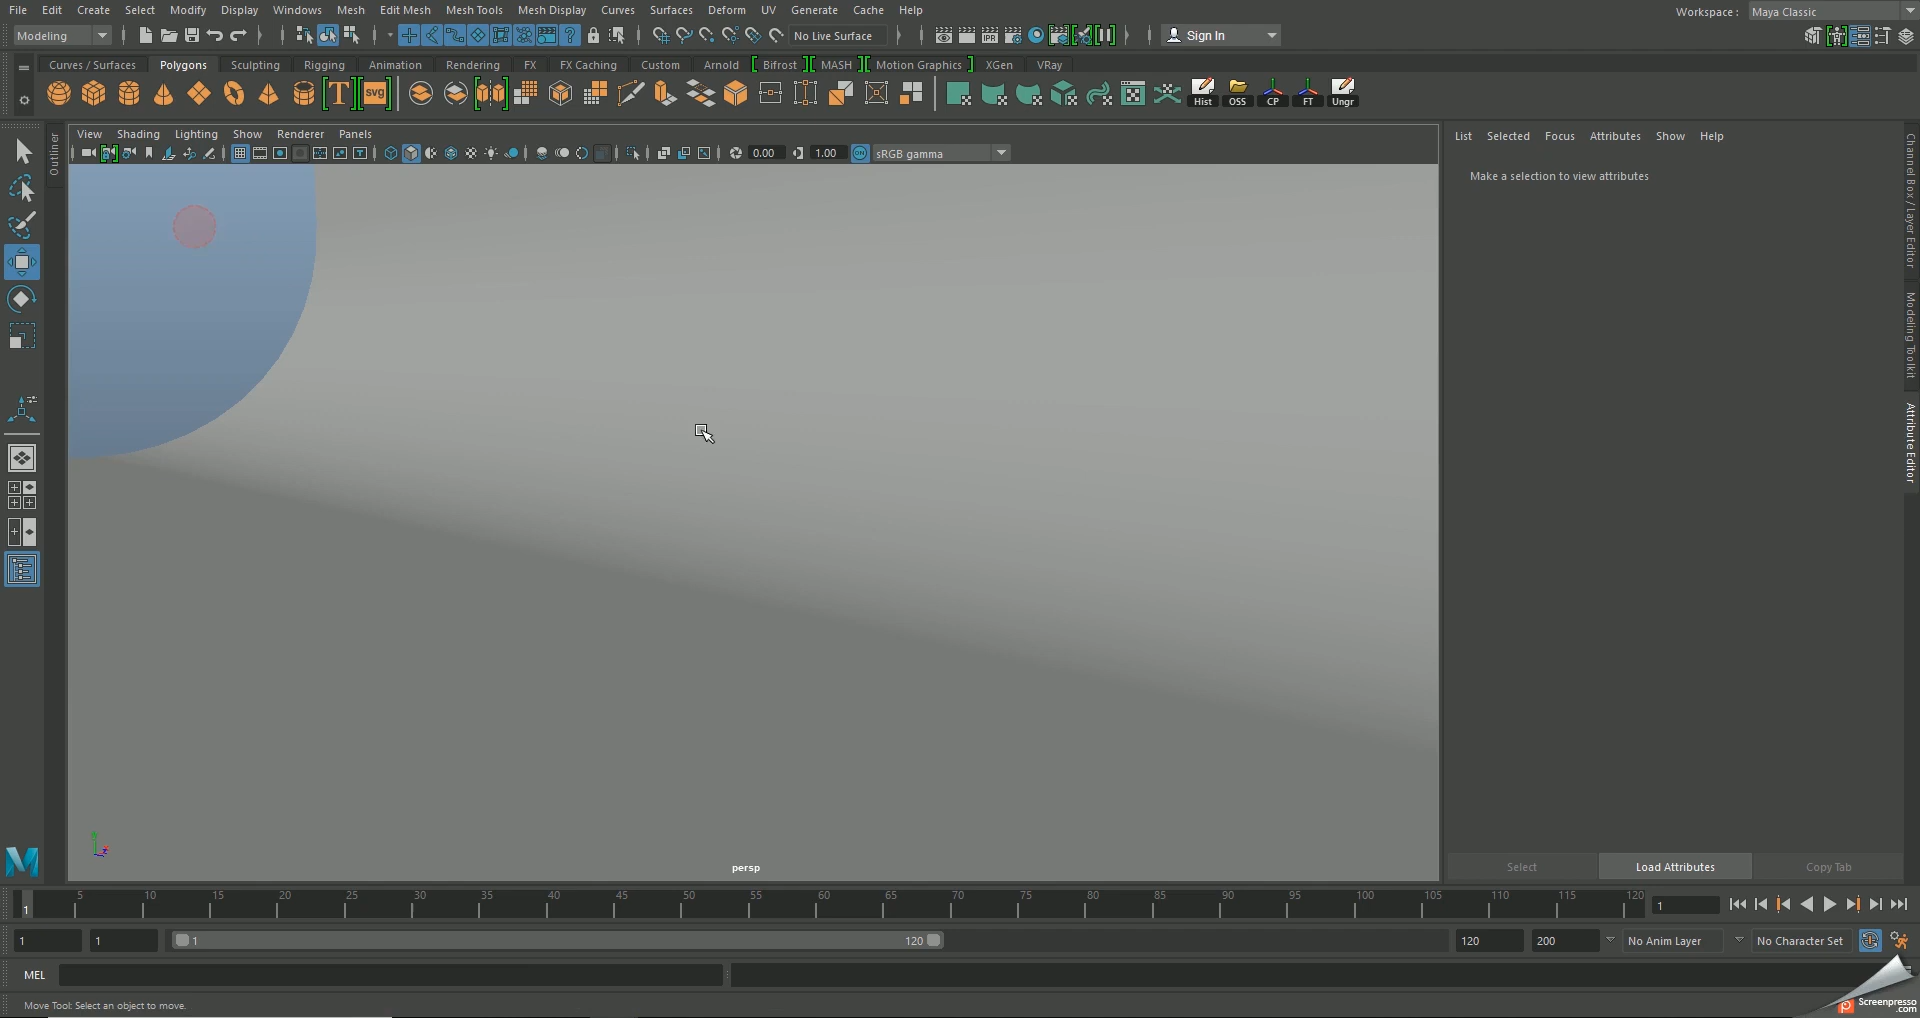 File Edit Create Select Modify Display Windows Mesh Edit Mesh Mesh Tools Mesh Display Curves Surfaces Deform UV Generate Cache Help Workspace : Maya Classic
Modeling No Live Surface Sign In
Curves / Surfaces Polygons Sculpting Rigging Animation Rendering FX FX Caching Custom Arnold Bifrost MASH Motion Graphics XGen VRay
T SVG Hist OSS CP FT Ungr
View Shading Lighting Show Renderer Panels
0.00 1.00 ON sRGB gamma
List Selected Focus Attributes Show Help
Make a selection to view attributes
Outliner
Channel Box / Layer Editor
Modeling Toolkit
Attribute Editor
persp
Select Load Attributes Copy Tab
1 5 10 15 20 25 30 35 40 45 50 55 60 65 70 75 80 85 90 95 100 105 110 115 120 1
1 1 1 120 120 200 No Anim Layer No Character Set
MEL
Move Tool: Select an object to move.
Screenpresso
.com